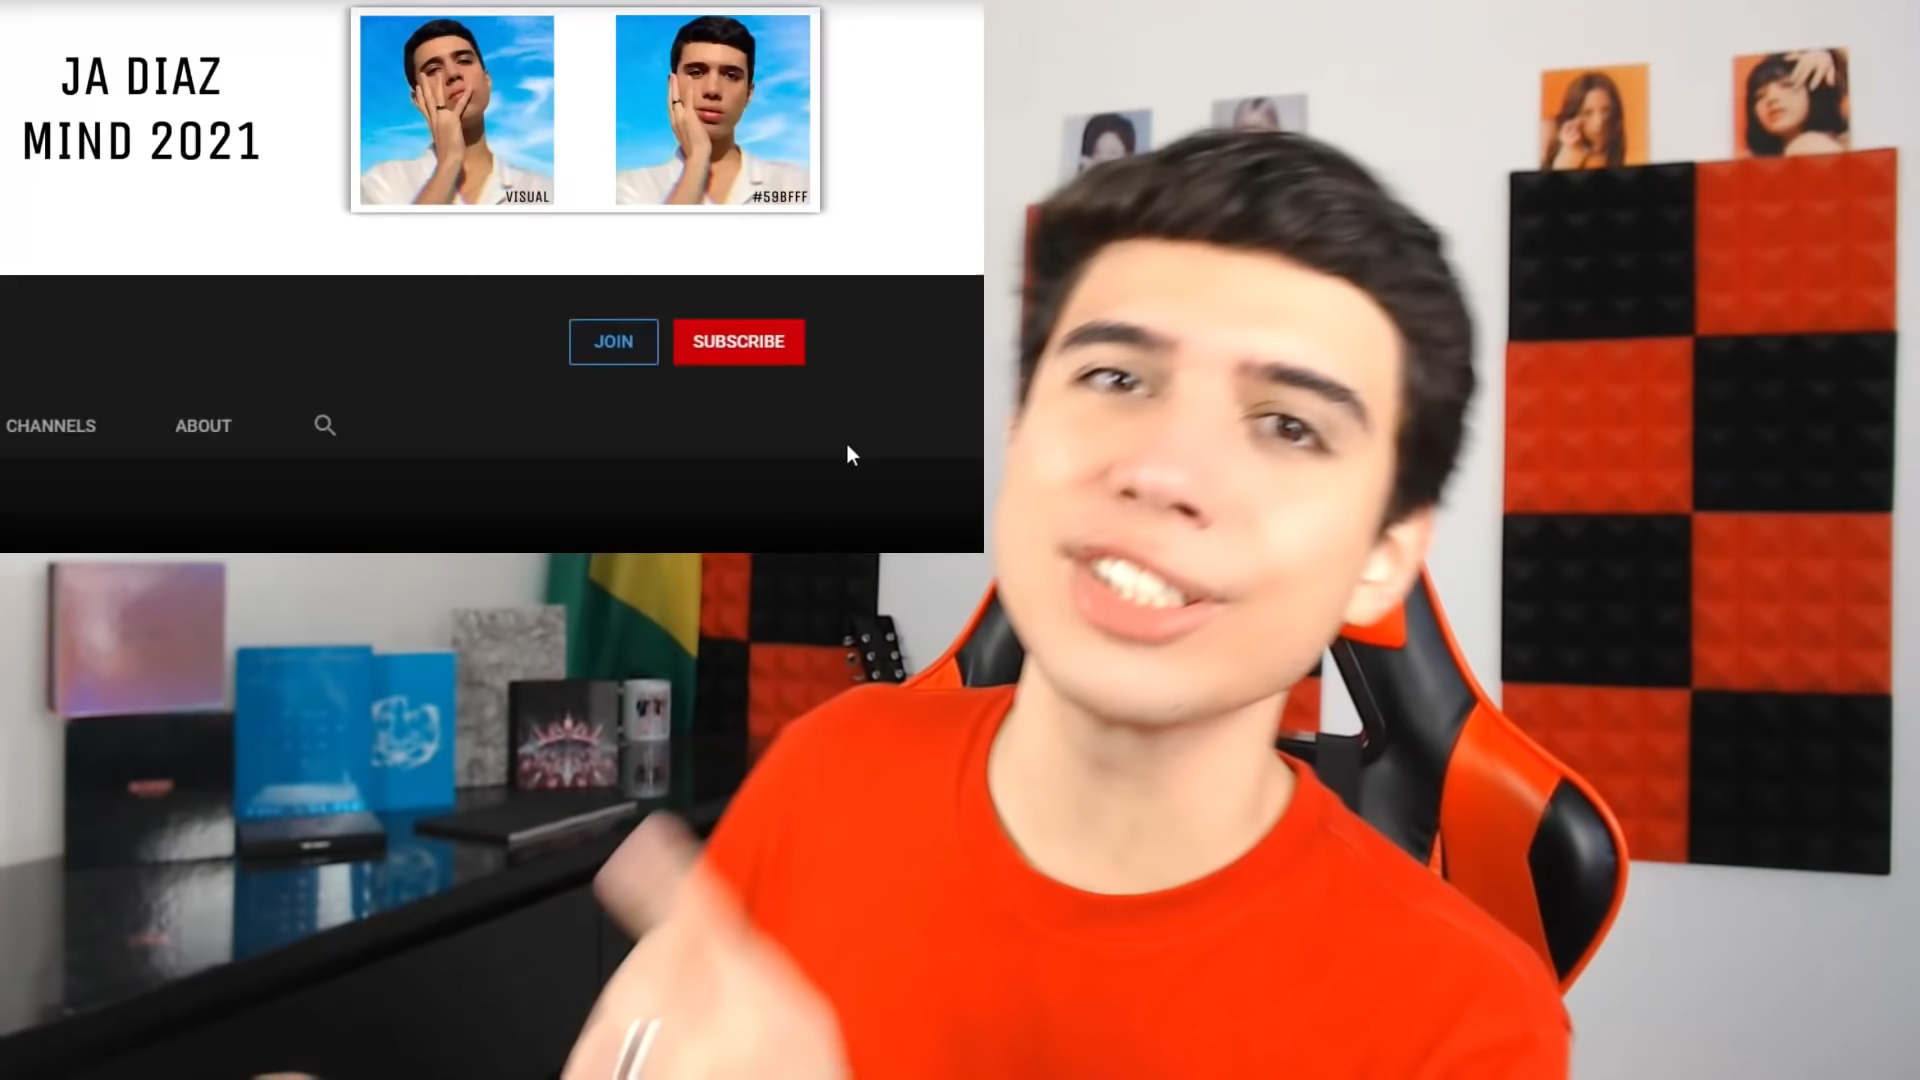 JA DIAZ
MIND 2021
VISUAL
#59BFFF
JOIN
SUBSCRIBE
CHANNELS
ABOUT